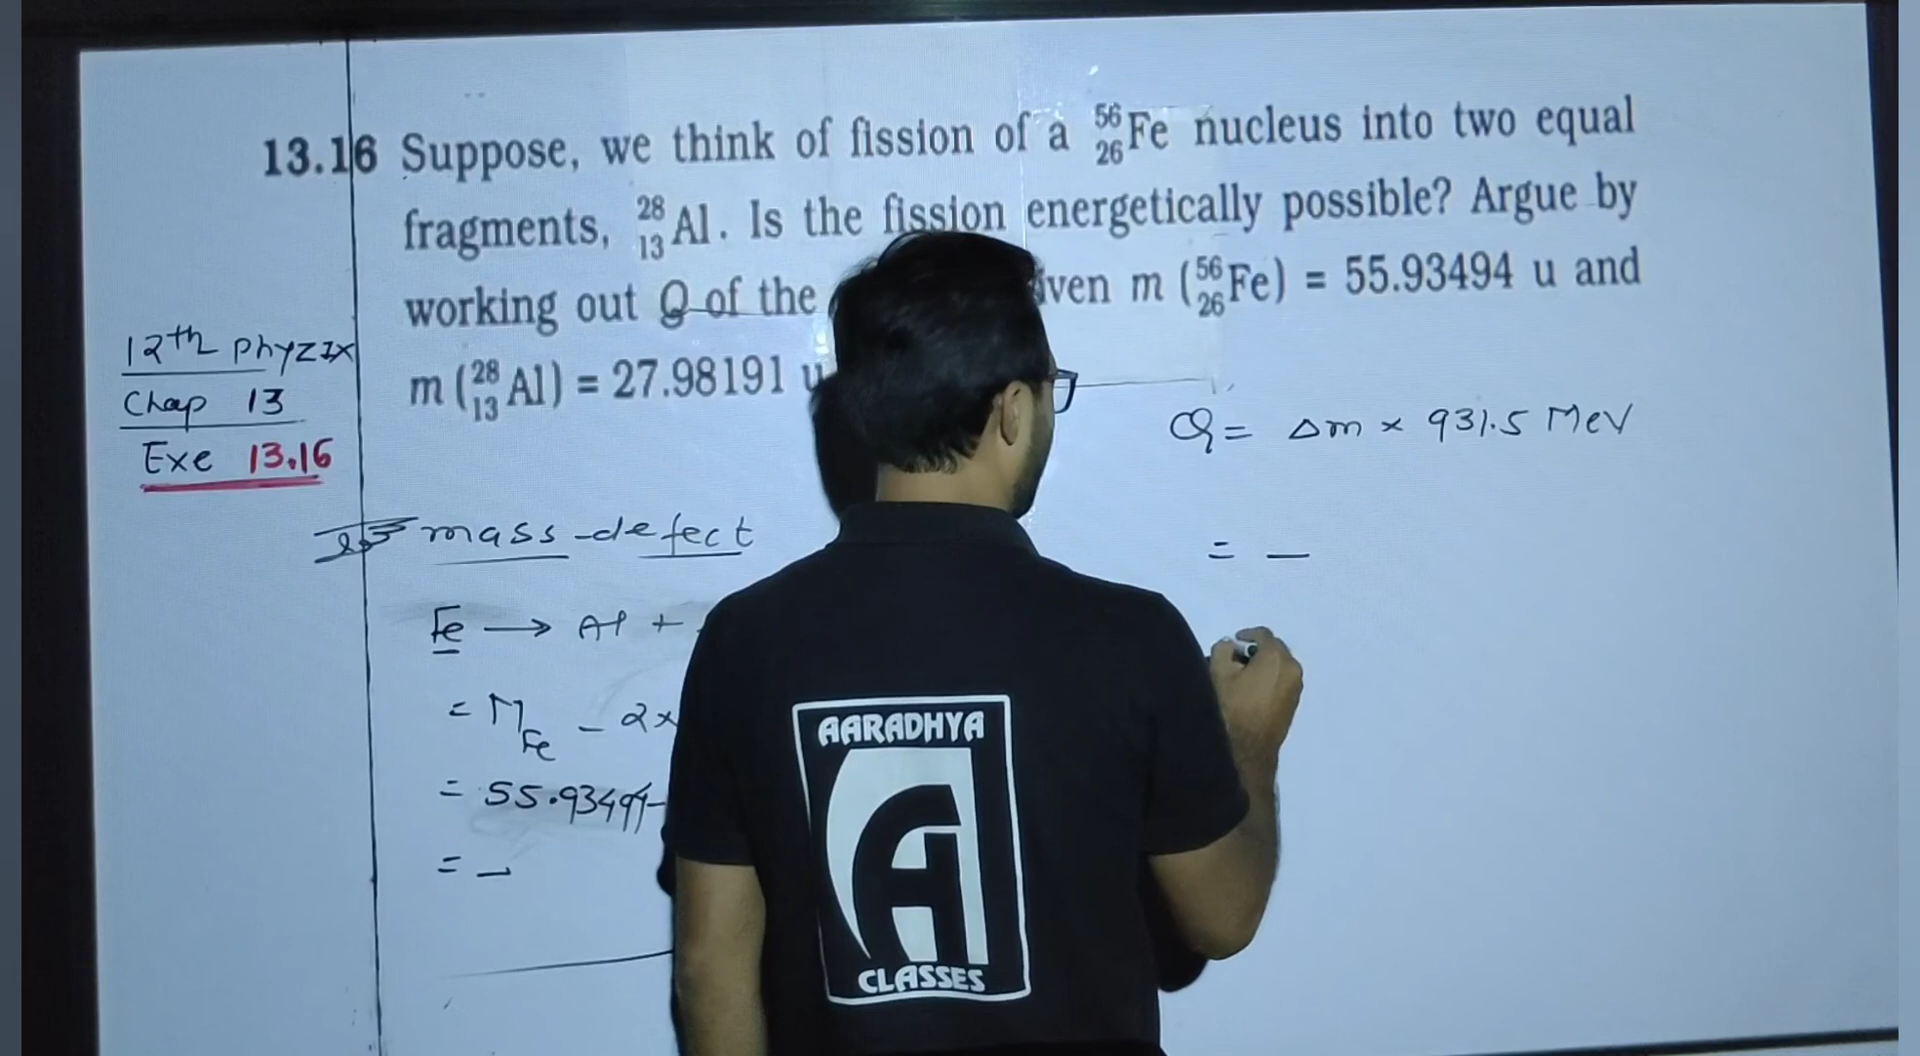 13.16 Suppose, we think of fission of a ⁵⁶₂₆Fe nucleus into two equal
fragments, ²⁸₁₃Al. Is the fission energetically possible? Argue by
working out Q of the iven m (⁵⁶₂₆Fe) = 55.93494 u and
m (²⁸₁₃Al) = 27.98191 u
12th Phyzix
Chap 13
Exe 13.16
Q = Δm × 931.5 MeV
= –
mass-defect
Fe → Al +
= M_Fe – 2×
= 55.93494–
= –
AARADHYA
A
CLASSES